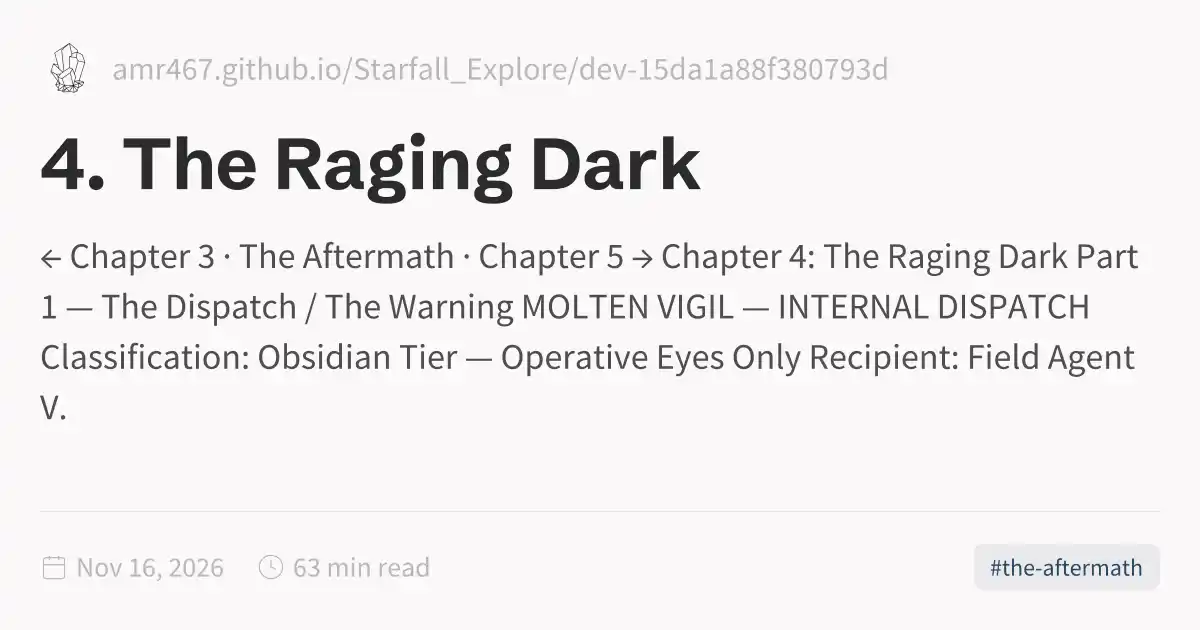 amr467.github.io/Starfall_Explore/dev-15da1a88f380793d
4. The Raging Dark
← Chapter 3 · The Aftermath · Chapter 5 → Chapter 4: The Raging Dark Part
1 — The Dispatch / The Warning MOLTEN VIGIL — INTERNAL DISPATCH
Classification: Obsidian Tier — Operative Eyes Only Recipient: Field Agent
V.
Nov 16, 2026 63 min read #the-aftermath